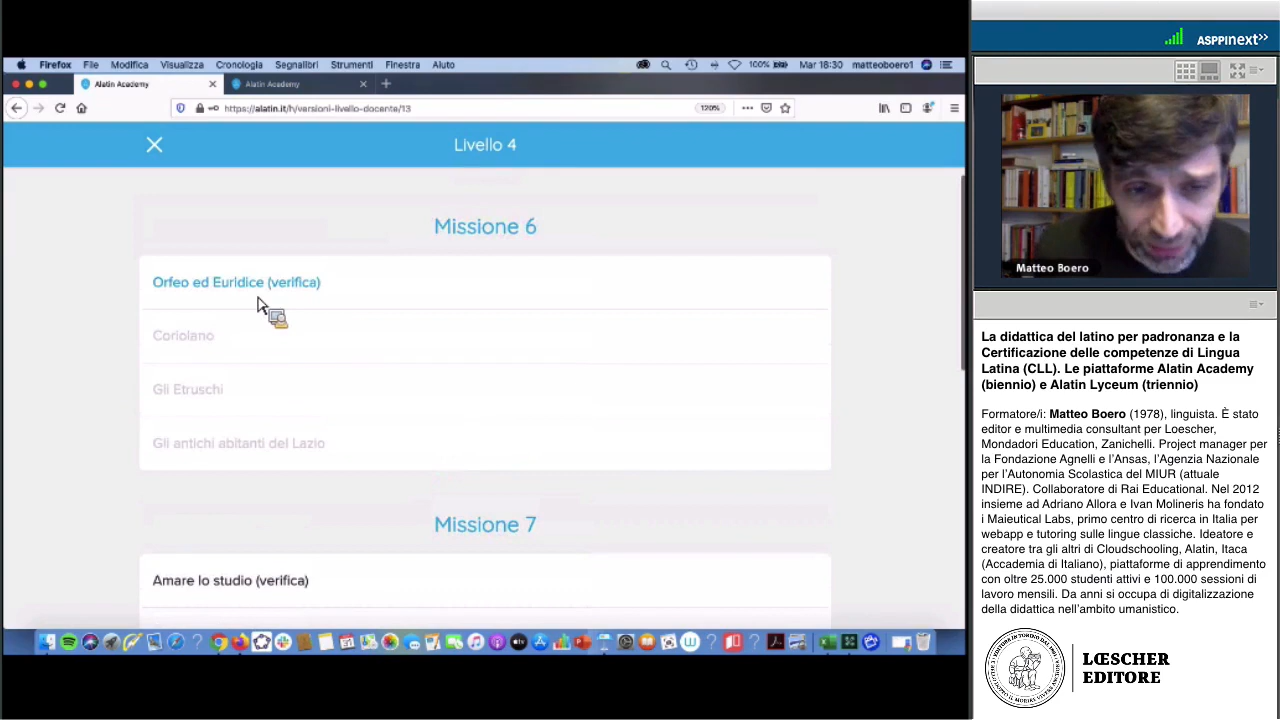 ASPPInext>>
Firefox File Modifica Visualizza Cronologia Segnalibri Strumenti Finestra Aiuto 100% Mar 18:30 matteoboero1
Alatin Academy Alatin Academy
https://alatin.it/h/versioni-livello-docente/13 120%
Livello 4
Missione 6
Orfeo ed Euridice (verifica)
Coriolano
Gli Etruschi
Gli antichi abitanti del Lazio
Missione 7
Amare lo studio (verifica)
Matteo Boero
La didattica del latino per padronanza e la
Certificazione delle competenze di Lingua
Latina (CLL). Le piattaforme Alatin Academy
(biennio) e Alatin Lyceum (triennio)
Formatore/i: Matteo Boero (1978), linguista. È stato
editor e multimedia consultant per Loescher,
Mondadori Education, Zanichelli. Project manager per
la Fondazione Agnelli e l'Ansas, l'Agenzia Nazionale
per l'Autonomia Scolastica del MIUR (attuale
INDIRE). Collaboratore di Rai Educational. Nel 2012
insieme ad Adriano Allora e Ivan Molineris ha fondato
i Maieutical Labs, primo centro di ricerca in Italia per
webapp e tutoring sulle lingue classiche. Ideatore e
creatore tra gli altri di Cloudschooling, Alatin, Itaca
(Accademia di Italiano), piattaforme di apprendimento
con oltre 25.000 studenti attivi e 100.000 sessioni di
lavoro mensili. Da anni si occupa di digitalizzazione
della didattica nell'ambito umanistico.
LŒSCHER
EDITORE